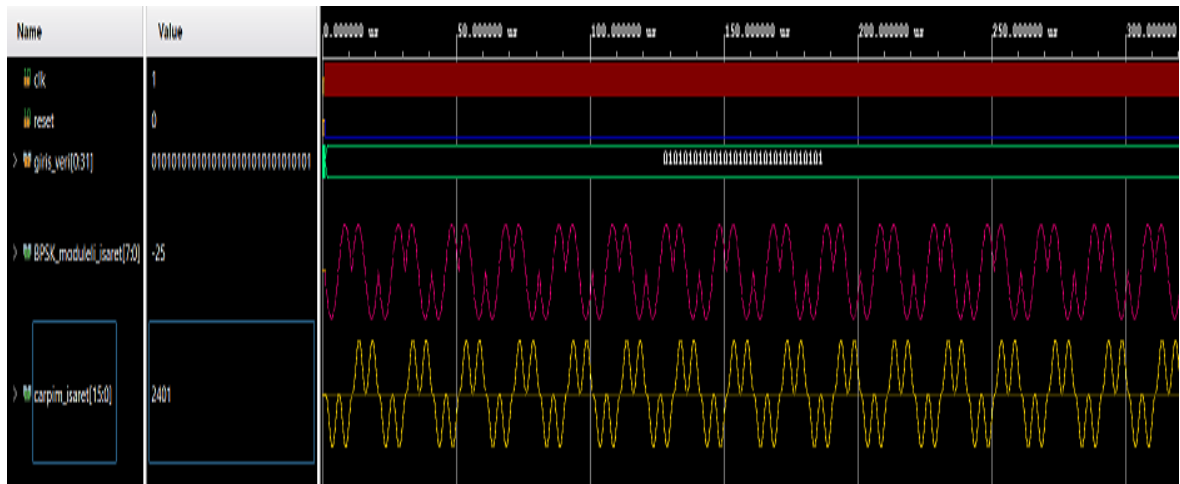 Name Value 0.000000 us 50.000000 us 100.000000 us 150.000000 us 200.000000 us 250.000000 us 300.000000
clk 1
reset 0
giris_veri[0:31] 01010101010101010101010101010101 01010101010101010101010101010101
BPSK_moduleli_isaret[7:0] -25
carpim_isaret[15:0] 2401